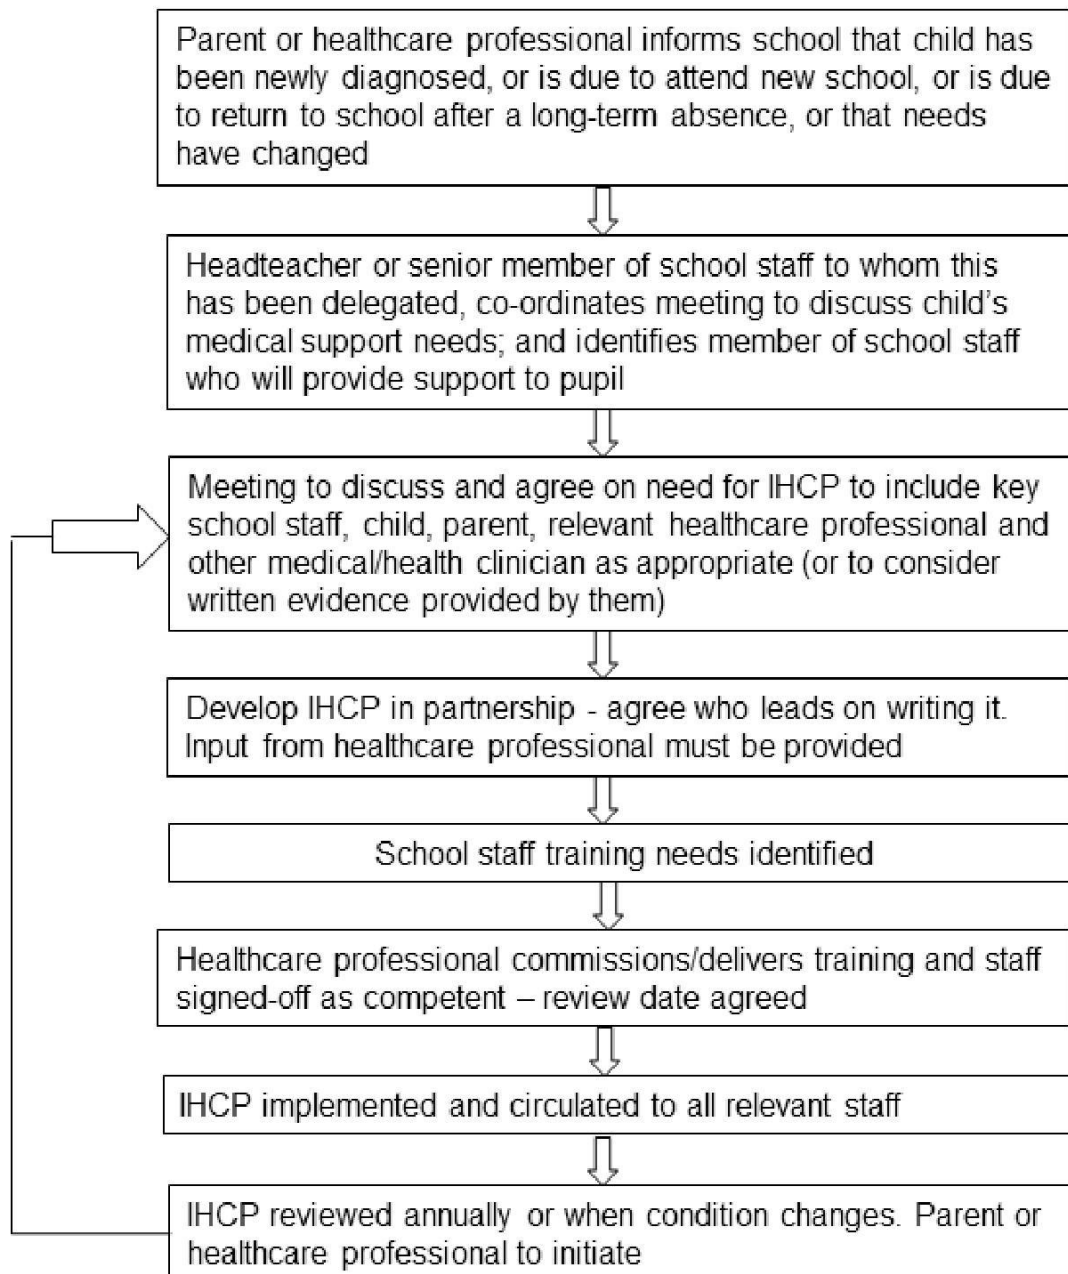 Parent or healthcare professional informs school that child has
been newly diagnosed, or is due to attend new school, or is due
to return to school after a long-term absence, or that needs
have changed
Headteacher or senior member of school staff to whom this
has been delegated, co-ordinates meeting to discuss child's
medical support needs; and identifies member of school staff
who will provide support to pupil
Meeting to discuss and agree on need for IHCP to include key
school staff, child, parent, relevant healthcare professional and
other medical/health clinician as appropriate (or to consider
written evidence provided by them)
Develop IHCP in partnership - agree who leads on writing it.
Input from healthcare professional must be provided
School staff training needs identified
Healthcare professional commissions/delivers training and staff
signed-off as competent – review date agreed
IHCP implemented and circulated to all relevant staff
IHCP reviewed annually or when condition changes. Parent or
healthcare professional to initiate